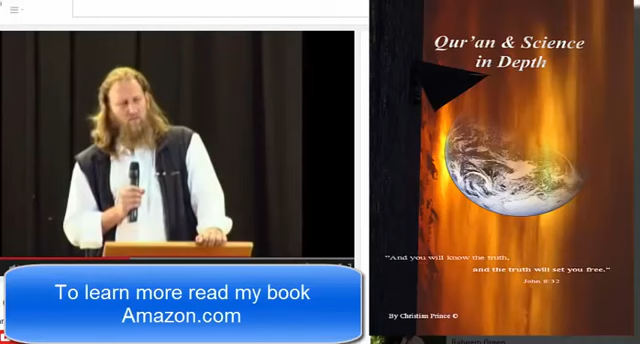 Qur'an & Science
in Depth
"And you will know the truth,
and the truth will set you free."
John 8:32
By Christian Prince ©
To learn more read my book
Amazon.com